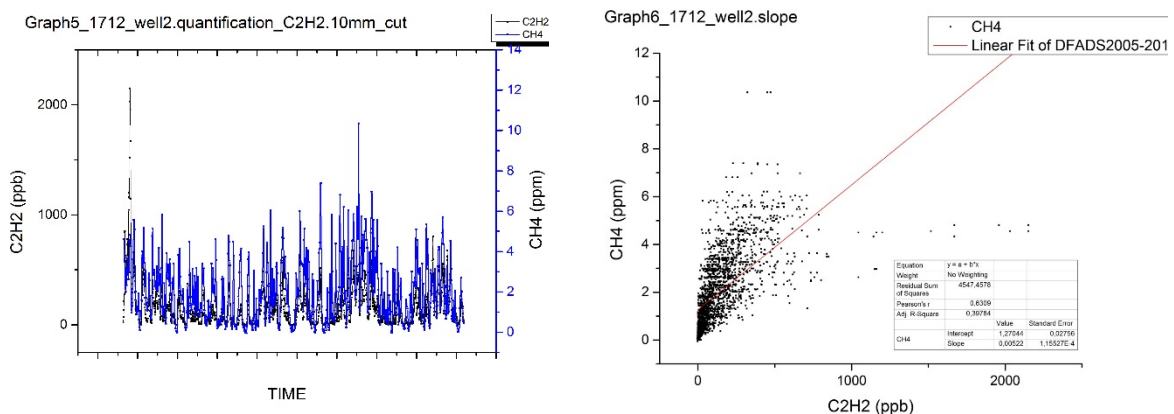 Graph5_1712_well2.quantification_C2H2.10mm_cut
C2H2
CH4
2000
1000
0
C2H2 (ppb)
TIME
14
12
10
8
6
4
2
0
CH4 (ppm)
Graph6_1712_well2.slope
CH4
Linear Fit of DFADS2005-201
12
10
8
6
4
2
0
CH4 (ppm)
0 1000 2000
C2H2 (ppb)
Equation y = a + b*x
Weight No Weighting
Residual Sum of Squares 4547,4578
Pearson's r 0,6309
Adj. R-Square 0,39784
Value Standard Error
CH4 Intercept 1,27044 0,02756
Slope 0,00522 1,15527E-4